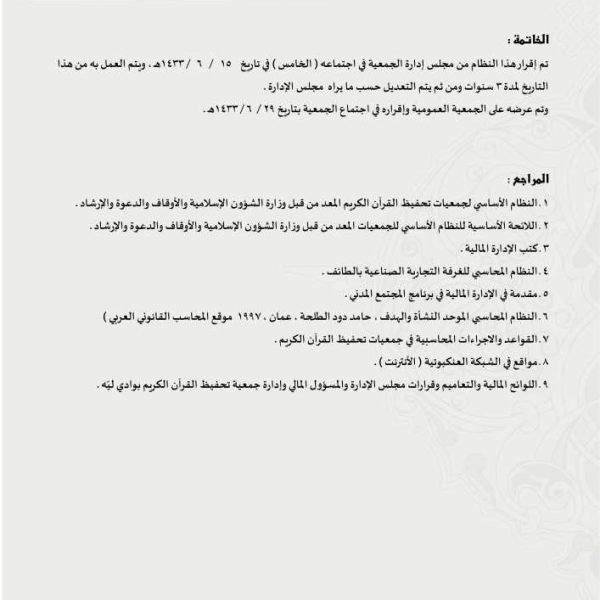 الخاتمة :
تم إقرار هذا النظام من مجلس إدارة الجمعية في اجتماعه ( الخامس ) في تاريخ ١٥ / ٦ / ١٤٣٣هـ ، ويتم العمل به من هذا
التاريخ لمدة ٣ سنوات ومن ثم يتم التعديل حسب ما يراه مجلس الإدارة .
وتم عرضه على الجمعية العمومية وإقراره في اجتماع الجمعية بتاريخ ٢٩ / ٦ / ١٤٣٣هـ .
المراجع :
١ . النظام الأساسي لجمعيات تحفيظ القرآن الكريم المعد من قبل وزارة الشؤون الإسلامية والأوقاف والدعوة والإرشاد .
٢ . اللائحة الأساسية للنظام الأساسي للجمعيات المعد من قبل وزارة الشؤون الإسلامية والأوقاف والدعوة والإرشاد .
٣ . كتب الإدارة المالية .
٤ . النظام المحاسبي للغرفة التجارية الصناعية بالطائف .
٥ . مقدمة في الإدارة المالية في برنامج المجتمع المدني .
٦ . النظام المحاسبي الموحد النشأة والهدف ، حامد دود الطلحة ، عمان ، ١٩٩٧ موقع المحاسب القانوني العربي )
٧ . القواعد والاجراءات المحاسبية في جمعيات تحفيظ القرآن الكريم .
٨ . مواقع في الشبكة العنكبوتية ( الأنترنت ) .
٩ . اللوائح المالية والتعاميم وقرارات مجلس الإدارة والمسؤول المالي وإدارة جمعية تحفيظ القرآن الكريم بوادي ليّه .